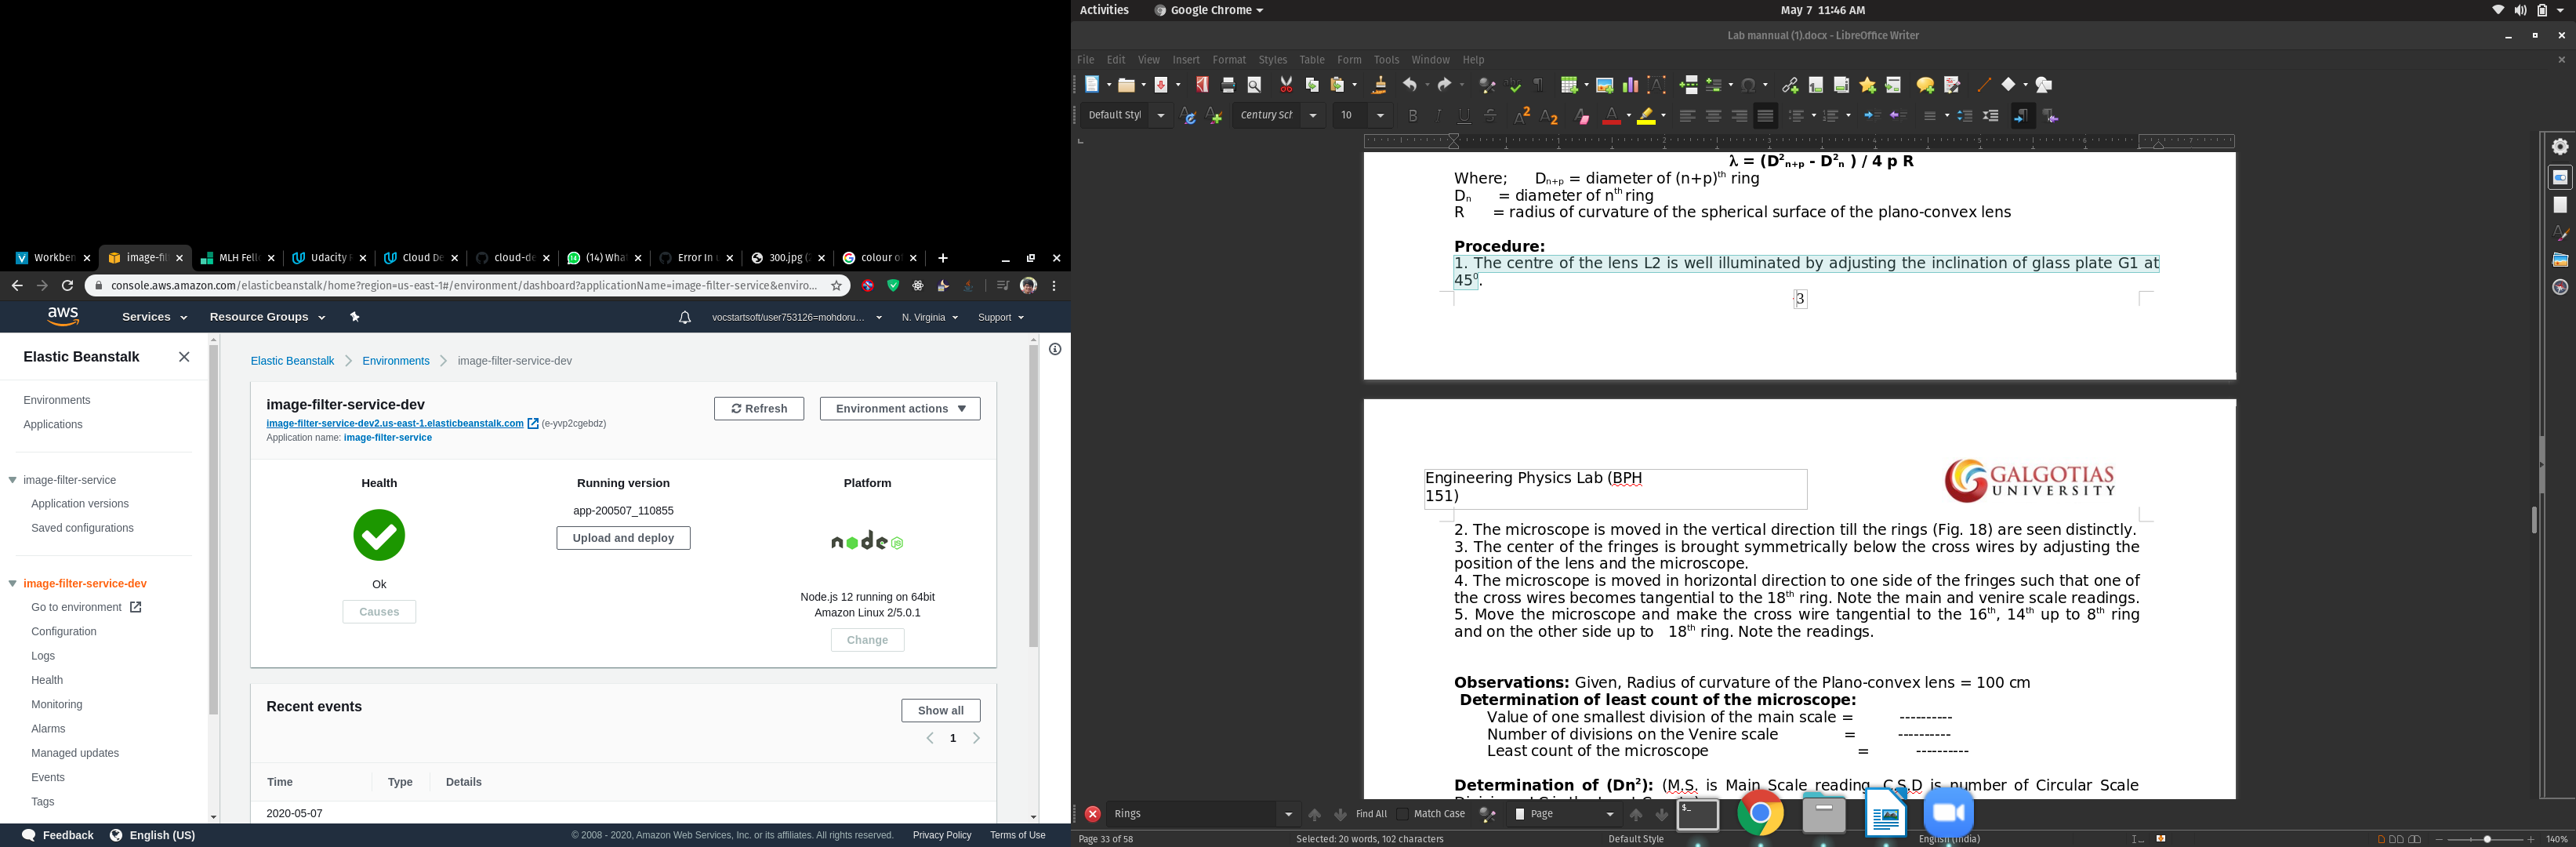 Workben
image-fil
MLH Fell
Udacity
Cloud De
cloud-de
(14) What
Error In
300.jpg (
colour o
console.aws.amazon.com/elasticbeanstalk/home?region=us-east-1#/environment/dashboard?applicationName=image-filter-service&enviro...
aws
Services
Resource Groups
vocstartsoft/user753126=mohdoru...
N. Virginia
Support
Elastic Beanstalk
Environments
Applications
image-filter-service
Application versions
Saved configurations
image-filter-service-dev
Go to environment
Configuration
Logs
Health
Monitoring
Alarms
Managed updates
Events
Tags
Elastic Beanstalk
Environments
image-filter-service-dev
image-filter-service-dev
image-filter-service-dev2.us-east-1.elasticbeanstalk.com (e-yvp2cgebdz)
Application name: image-filter-service
Refresh
Environment actions
Health
Ok
Causes
Running version
app-200507_110855
Upload and deploy
Platform
node JS
Node.js 12 running on 64bit
Amazon Linux 2/5.0.1
Change
Recent events
Show all
1
Time
Type
Details
2020-05-07
Feedback
English (US)
© 2008 - 2020, Amazon Web Services, Inc. or its affiliates. All rights reserved.
Privacy Policy
Terms of Use
Activities
Google Chrome
May 7 11:46 AM
Lab mannual (1).docx - LibreOffice Writer
File Edit View Insert Format Styles Table Form Tools Window Help
Default Styl
Century Sch
10
λ = (D²ₙ₊ₚ - D²ₙ ) / 4 p R
Where; Dₙ₊ₚ = diameter of (n+p)ᵗʰ ring
Dₙ = diameter of nᵗʰ ring
R = radius of curvature of the spherical surface of the plano-convex lens
Procedure:
1. The centre of the lens L2 is well illuminated by adjusting the inclination of glass plate G1 at
45⁰.
3
Engineering Physics Lab (BPH
151)
GALGOTIAS
UNIVERSITY
2. The microscope is moved in the vertical direction till the rings (Fig. 18) are seen distinctly.
3. The center of the fringes is brought symmetrically below the cross wires by adjusting the
position of the lens and the microscope.
4. The microscope is moved in horizontal direction to one side of the fringes such that one of
the cross wires becomes tangential to the 18ᵗʰ ring. Note the main and venire scale readings.
5. Move the microscope and make the cross wire tangential to the 16ᵗʰ, 14ᵗʰ up to 8ᵗʰ ring
and on the other side up to 18ᵗʰ ring. Note the readings.
Observations: Given, Radius of curvature of the Plano-convex lens = 100 cm
Determination of least count of the microscope:
Value of one smallest division of the main scale = ----------
Number of divisions on the Venire scale = ----------
Least count of the microscope = ----------
Determination of (Dn²): (M.S. is Main Scale reading, C.S.D is number of Circular Scale
Rings
Find All
Match Case
Page
Page 33 of 58
Selected: 20 words, 102 characters
Default Style
English (India)
140%